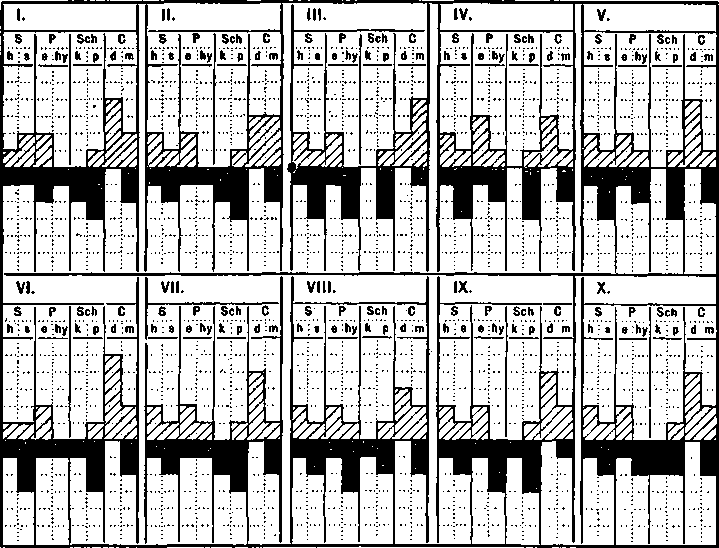 I. II. III. IV. V.
S P Sch C S P Sch C S P Sch C S P Sch C S P Sch C
h s e hy k p d m h s e hy k p d m h s e hy k p d m h s e hy k p d m h s e hy k p d m
VI. VII. VIII. IX. X.
S P Sch C S P Sch C S P Sch C S P Sch C S P Sch C
h s e hy k p d m h s e hy k p d m h s e hy k p d m h s e hy k p d m h s e hy k p d m